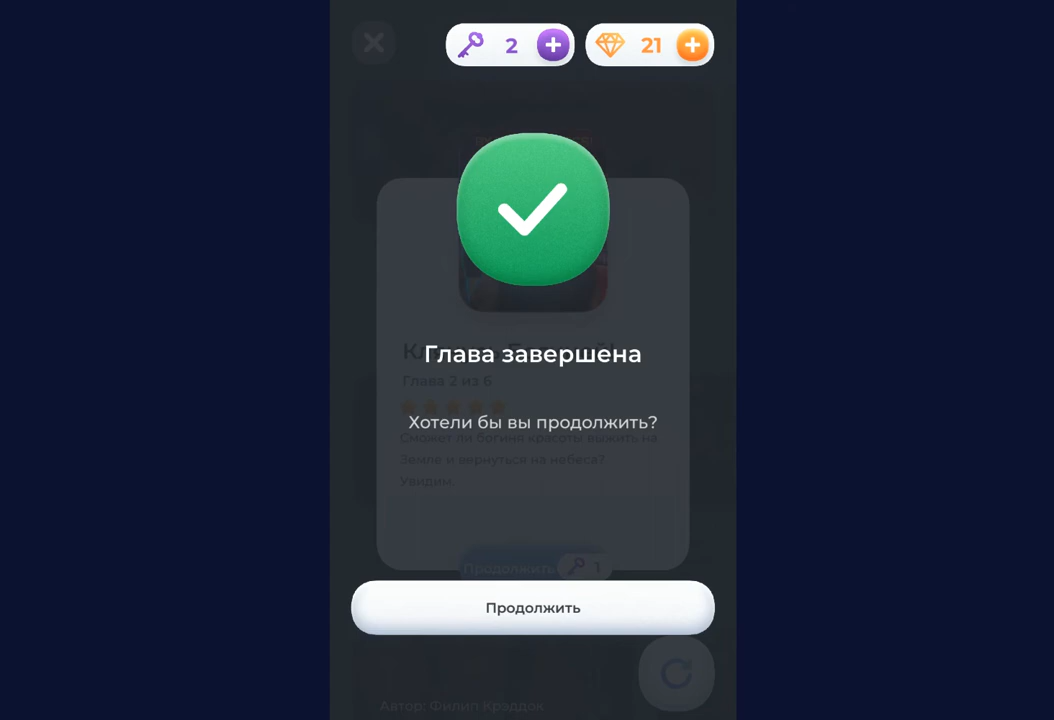 2
21
Глава завершена
Глава 2 из 6
Хотели бы вы продолжить?
Сможет ли богиня красоты выжить на
Земле и вернуться на небеса?
Увидим.
Продолжить 1
Продолжить
Автор: Филип Крэддок